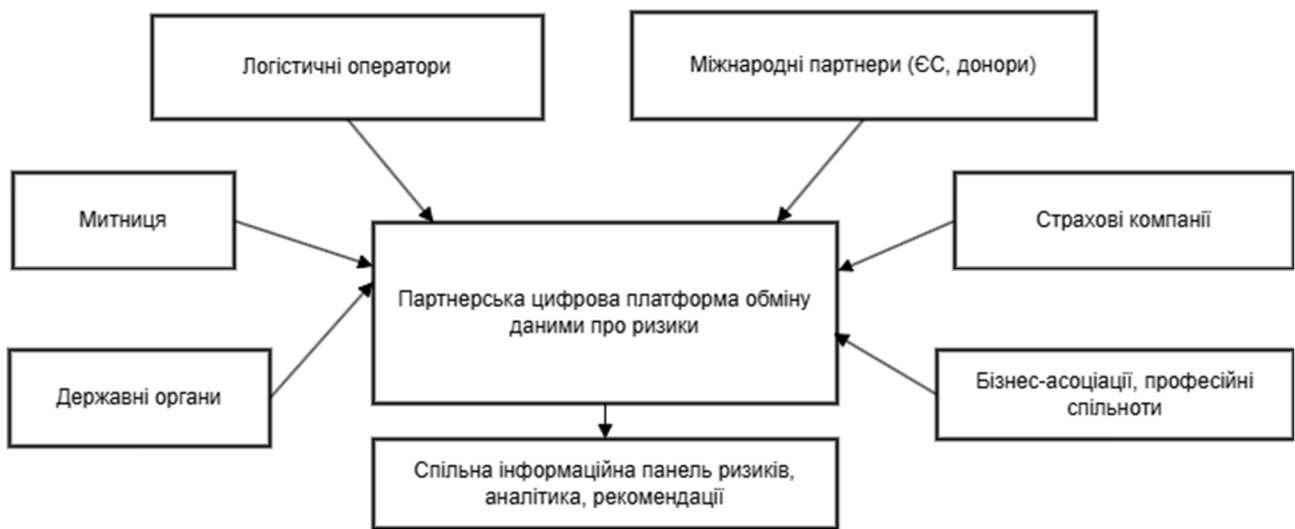 Логістичні оператори
Міжнародні партнери (ЄС, донори)
Митниця
Страхові компанії
Партнерська цифрова платформа обміну
даними про ризики
Державні органи
Бізнес-асоціації, професійні
спільноти
Спільна інформаційна панель ризиків,
аналітика, рекомендації